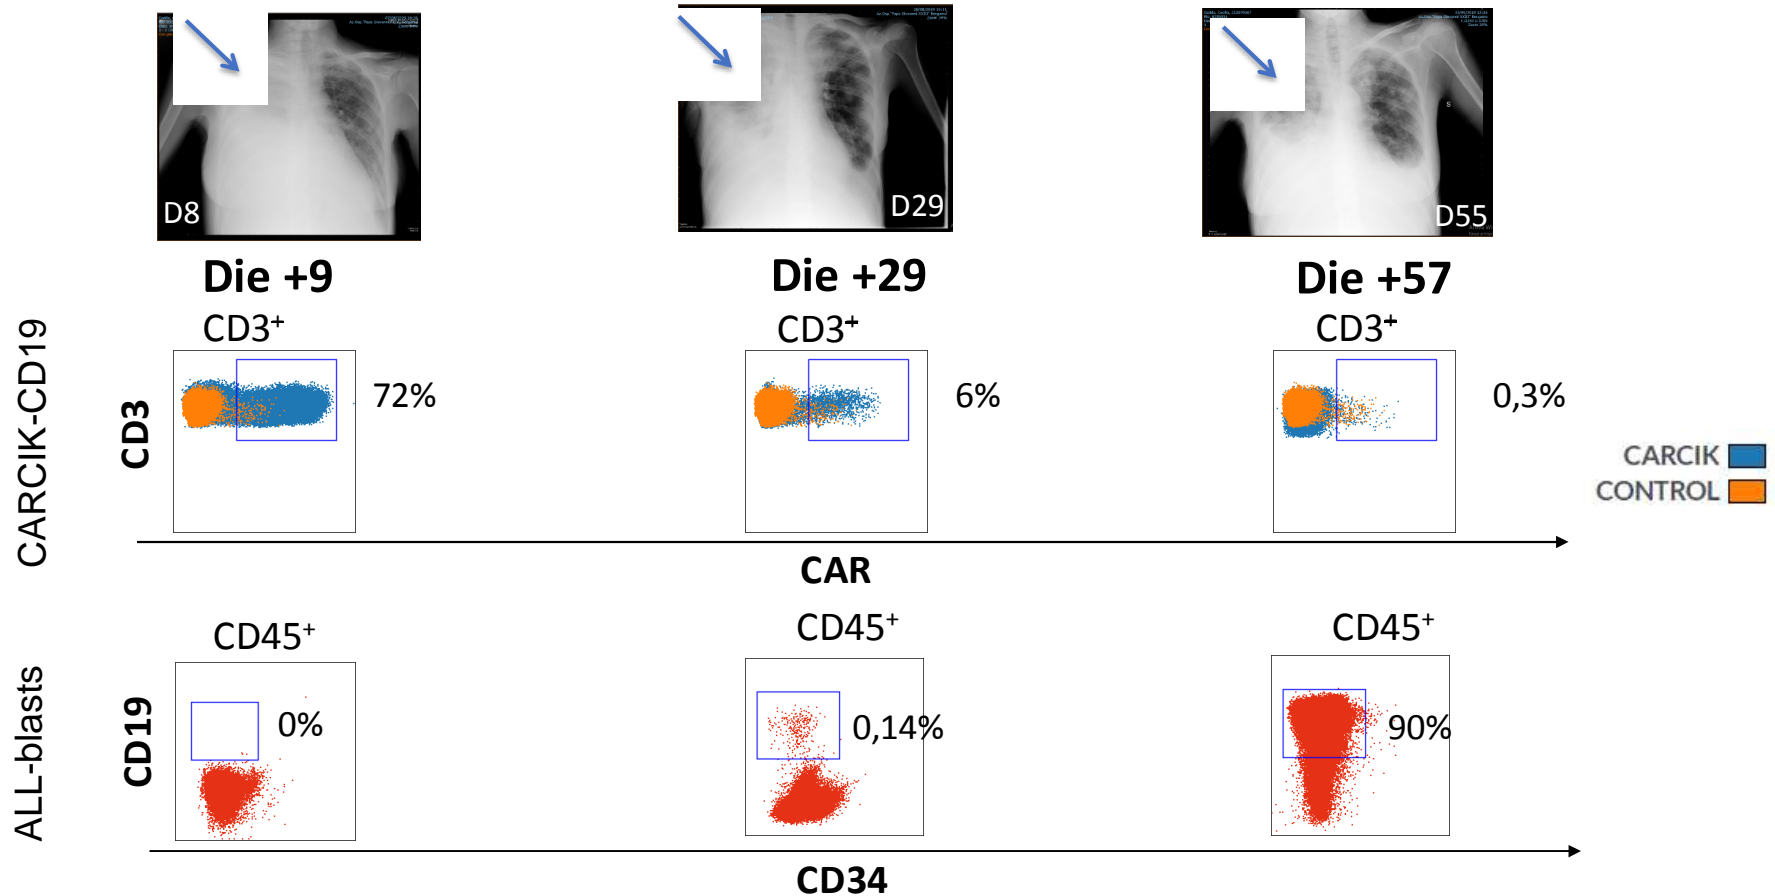 D8
D29
S
D55
Die +9
Die +29
Die +57
CARCIK-CD19
CD3+
CD3+
CD3+
CD3
72%
6%
0,3%
CARCIK
CONTROL
CAR
ALL-blasts
CD45+
CD45+
CD45+
CD19
0%
0,14%
90%
CD34